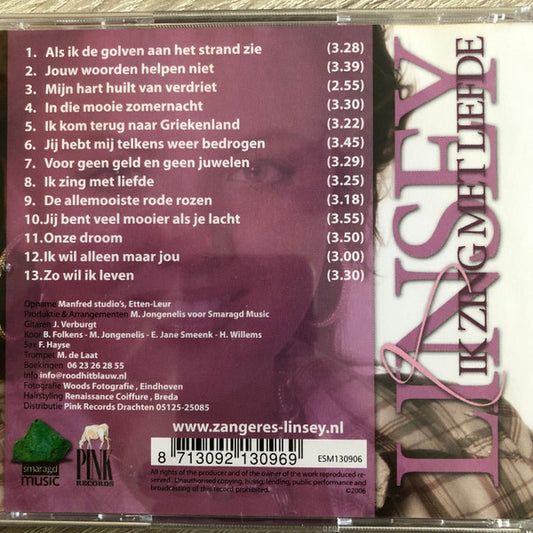 1. Als ik de golven aan het strand zie (3.28)
2. Jouw woorden helpen niet (3.39)
3. Mijn hart huilt van verdriet (2.55)
4. In die mooie zomernacht (3.30)
5. Ik kom terug naar Griekenland (3.22)
6. Jij hebt mij telkens weer bedrogen (3.45)
7. Voor geen geld en geen juwelen (3.29)
8. Ik zing met liefde (3.25)
9. De allemooiste rode rozen (3.18)
10. Jij bent veel mooier als je lacht (3.55)
11. Onze droom (3.50)
12. Ik wil alleen maar jou (3.00)
13. Zo wil ik leven (3.30)
Opname Manfred studio's, Etten-Leur
Produktie & Arrangementen M. Jongenelis voor Smaragd Music
Gitaren J. Verburgt
Koor B. Folkens - M. Jongenelis - E. Jane Smeenk - H. Willems
Sax F. Hayse
Trompet M. de Laat
Boekingen 06 23 26 28 55
Info info@roodhitblauw.nl
Fotografie Woods Fotografie , Eindhoven
Hairstyling Renaissance Coiffure , Breda
Distributie Pink Records Drachten 05125-25085
smaragd
music
PINK
RECORDS
www.zangeres-linsey.nl
8 713092 130969
ESM130906
All rights of the producer and of the owner of the work reproduced re-
served. Unauthorised copying, hiring, lending, public performance and
broadcasting of this record prohibited.
©2006
LINSEY
IK ZING MET LIEFDE